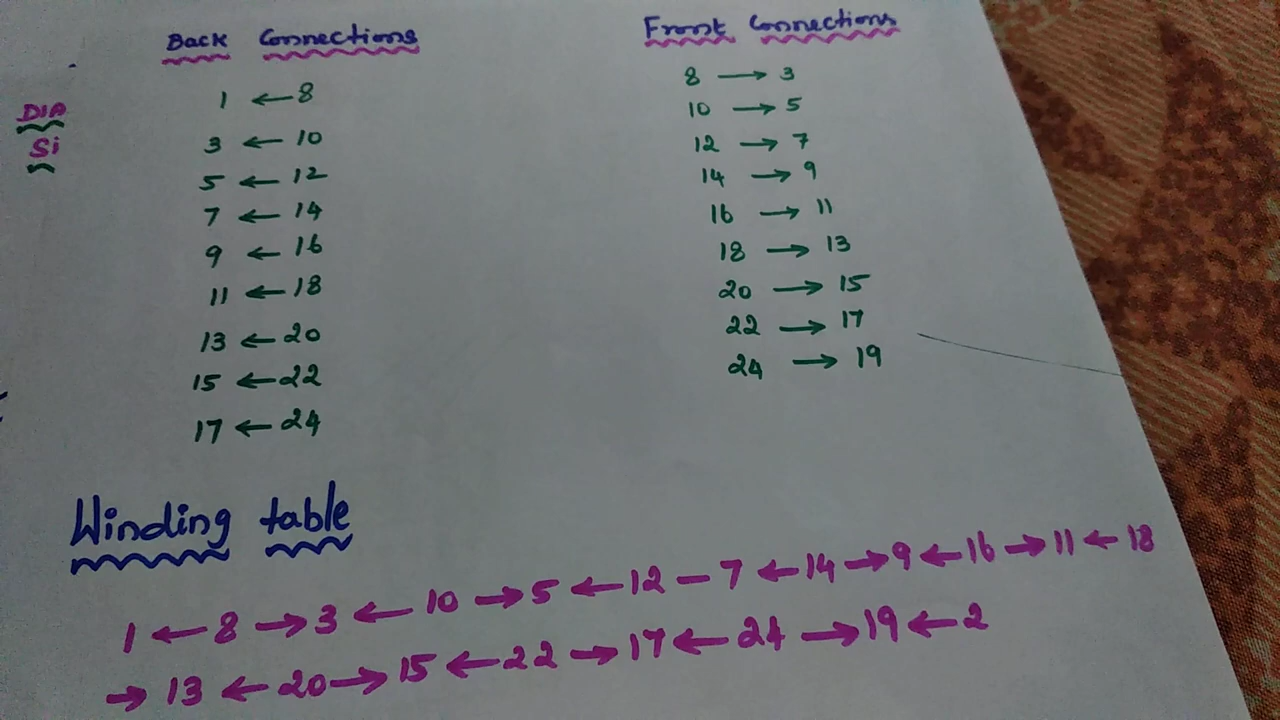 Back Connections
1 ← 8
3 ← 10
5 ← 12
7 ← 14
9 ← 16
11 ← 18
13 ← 20
15 ← 22
17 ← 24
Front Connections
8 → 3
10 → 5
12 → 7
14 → 9
16 → 11
18 → 13
20 → 15
22 → 17
24 → 19
DIA
Si
Winding table
1 ← 8 → 3 ← 10 → 5 ← 12 – 7 ← 14 → 9 ← 16 → 11 ← 18
→ 13 ← 20 → 15 ← 22 → 17 ← 24 → 19 ← 2